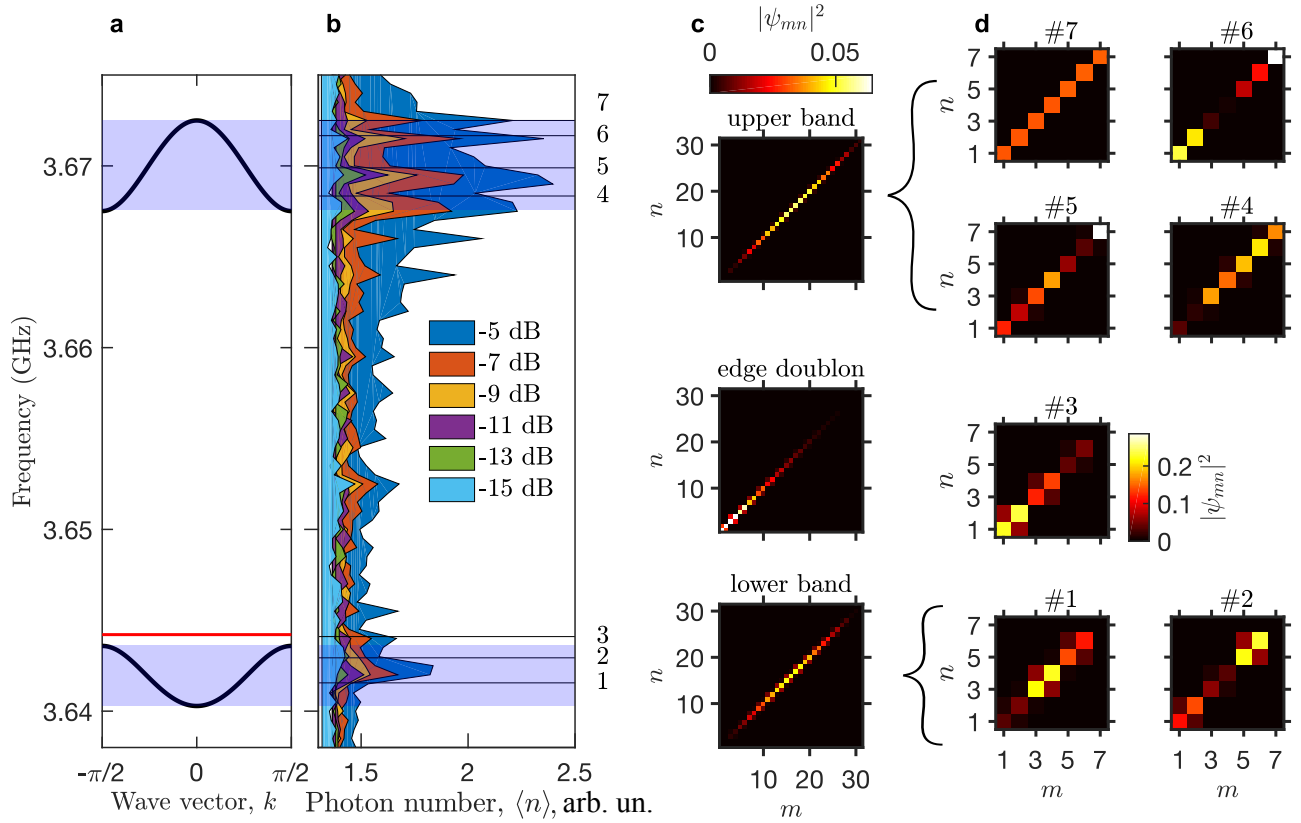 a
b
c
d
Frequency (GHz)
3.67
3.66
3.65
3.64
-π/2 0 π/2
Wave vector, k
7
6
5
4
3
2
1
-5 dB
-7 dB
-9 dB
-11 dB
-13 dB
-15 dB
1.5 2 2.5
Photon number, ⟨n⟩, arb. un.
|ψmn|²
0 0.05
upper band
n
30
20
10
edge doublon
n
30
20
10
lower band
n
30
20
10
10 20 30
m
#7
n
7
5
3
1
#6
#5
n
7
5
3
1
#4
#3
n
7
5
3
1
0.2
0.1
0
|ψmn|²
#1
n
7
5
3
1
1 3 5 7
m
#2
1 3 5 7
m